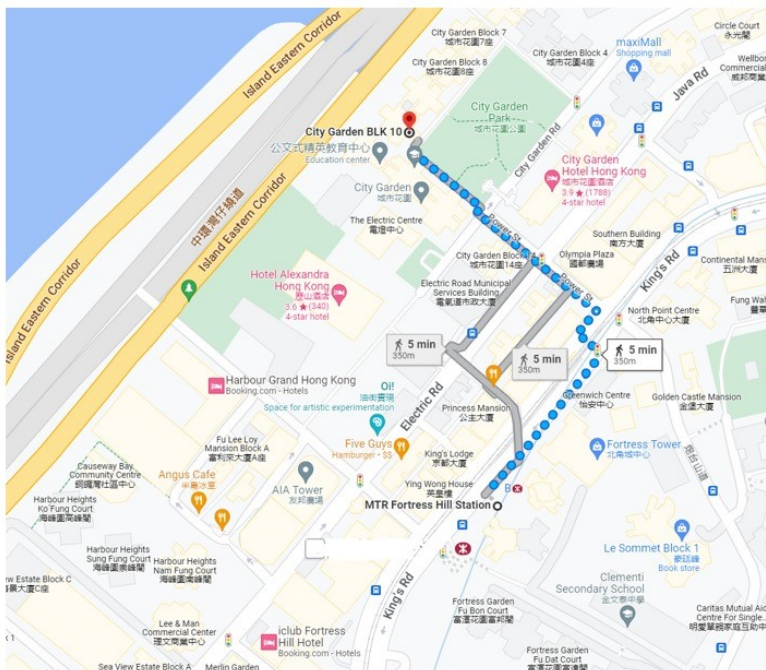 Island Eastern Corridor
City Garden Block 7
城市花園7座
City Garden Block 8
城市花園8座
City Garden Block 4
城市花園4座
maxiMall
Shopping mall
Circle Court
永光閣
Java Rd
City Garden BLK 10
公文式精英教育中心
Education center
City Garden
Park
城市花園公園
City Garden Rd
City Garden
Hotel Hong Kong
城市花園酒店
3.9 ★ (1788)
4-star hotel
City Garden
城市花園
The Electric Centre
電燈中心
Power St
中環灣仔繞道
Island Eastern Corridor
Island Eastern Corridor
City Garden Block 14
城市花園14座
Southern Building
南方大廈
Olympia Plaza
國都廣場
King's Rd
Continental Mans
五洲大廈
Hotel Alexandra
Hong Kong
歷山酒店
3.6 ★ (340)
4-star hotel
Electric Road Municipal
Services Building
電氣道市政大廈
Power St
North Point Centre
北角中心大廈
Fung Wah
5 min
350m
5 min
350m
5 min
350m
Harbour Grand Hong Kong
Booking.com - Hotels
Oi!
油街實現
Space for artistic experimentation
Electric Rd
Princess Mansion
公主大廈
Greenwich Centre
怡安中心
Golden Castle Mansion
金堡大廈
Fu Lee Loy
Mansion Block A
富利來大廈A座
Five Guys
Hamburger • $$
King's Lodge
京都大廈
Fortress Tower
北角城中心
Causeway Bay
Community Centre
銅鑼灣社區中心
Angus Cafe
AIA Tower
友邦廣場
Ying Wong House
英皇樓
MTR Fortress Hill Station
Harbour Heights
Ko Fung Court
海峰園高峰閣
Harbour Heights
Sung Fung Court
Harbour Heights
Nam Fung Court
海峰園南峰閣
Le Sommet Block 1
豪廷峰
Book store
View Estate Block C
海景大廈C座
Clementi
Secondary School
金文泰中學
King's Rd
Fortress Garden
Fu Bon Court
富澤花園富邦閣
Caritas Mutual Aid
Centre For Single...
Lee & Man
Commercial Center
理文商業中心
iclub Fortress
Hill Hotel
Booking.com - Hotels
Fortress Garden
Fu Dat Court
富澤花園富達閣
Sea View Estate Block A
Merlin Garden